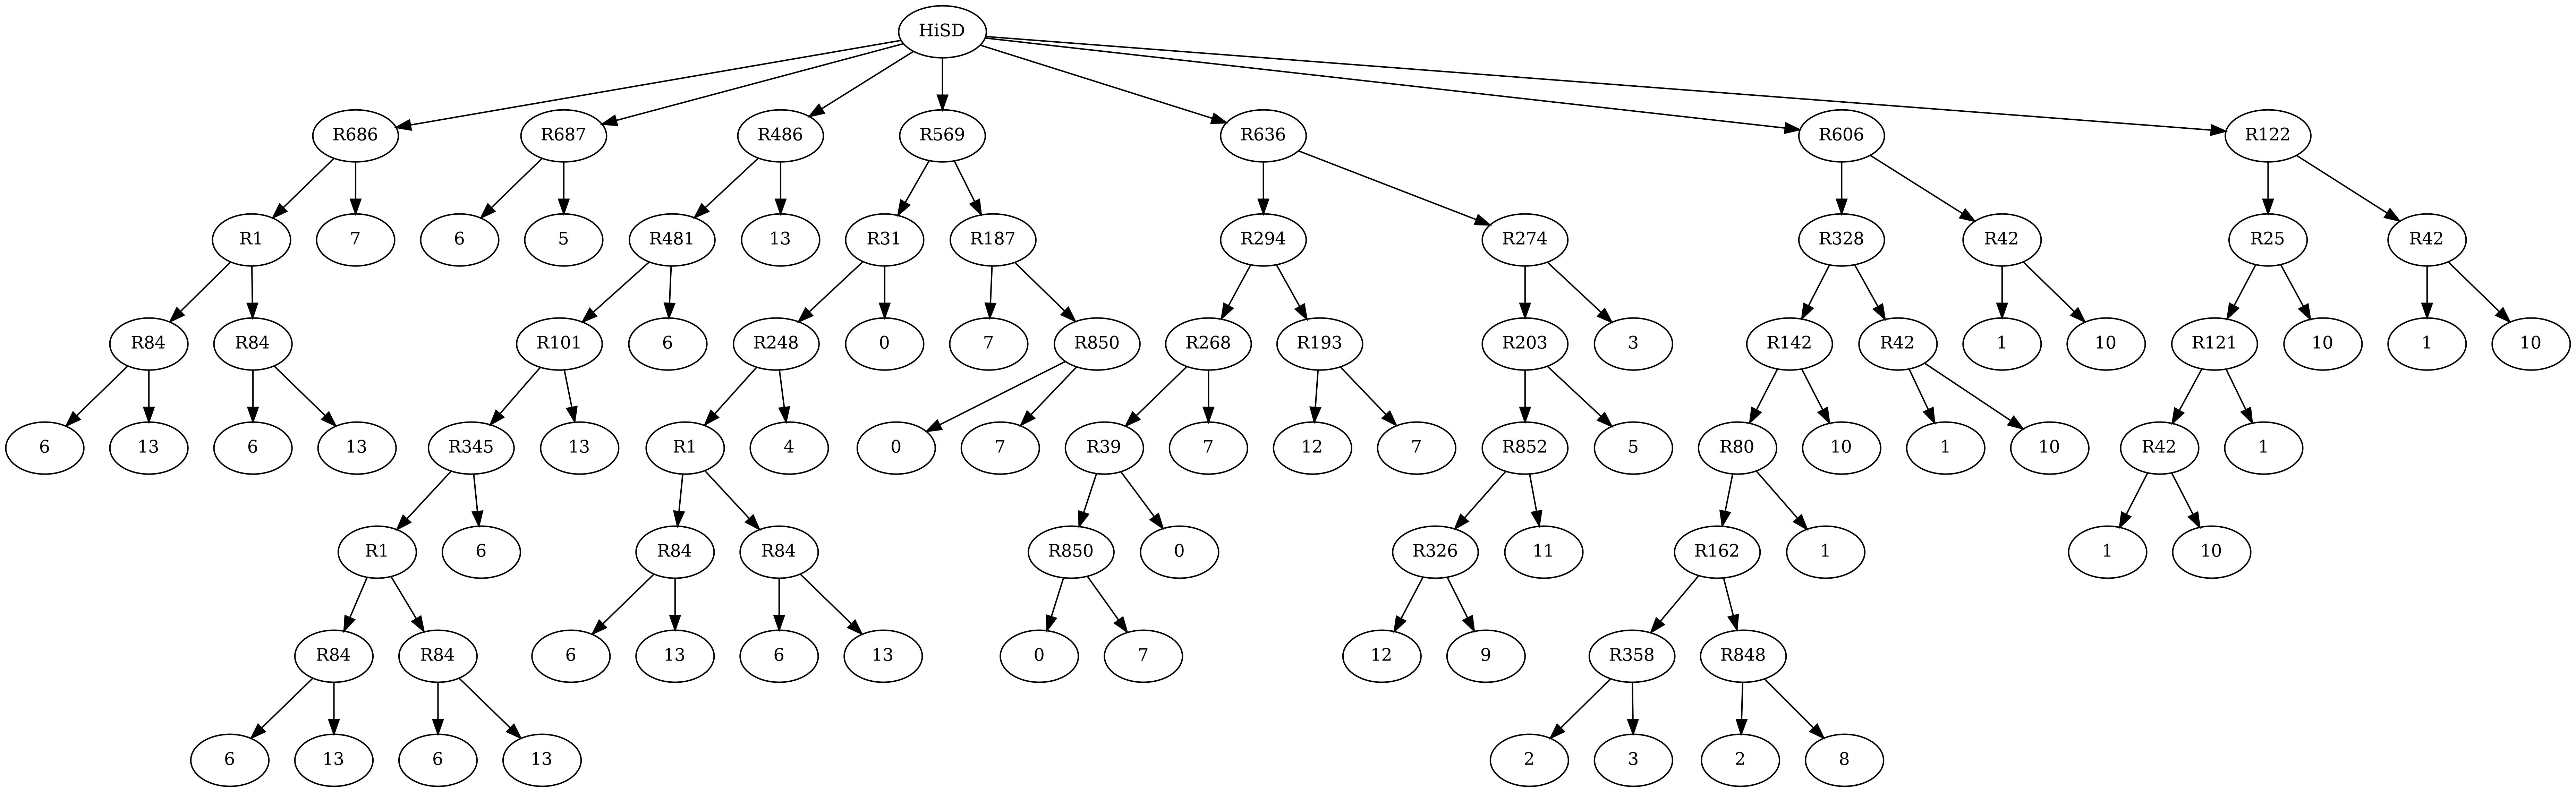 HiSD
R686 R687 R486 R569 R636 R606 R122
R1 7 6 5 R481 13 R31 R187 R294 R274 R328 R42 R25 R42
R84 R84 R101 6 R248 0 7 R850 R268 R193 R203 3 R142 R42 1 10 R121 10 1 10
6 13 6 13 R345 13 R1 4 0 7 R39 7 12 7 R852 5 R80 10 1 10 R42 1
R1 6 R84 R84 R850 0 R326 11 R162 1 1 10
R84 R84 6 13 6 13 0 7 12 9 R358 R848
6 13 6 13 2 3 2 8